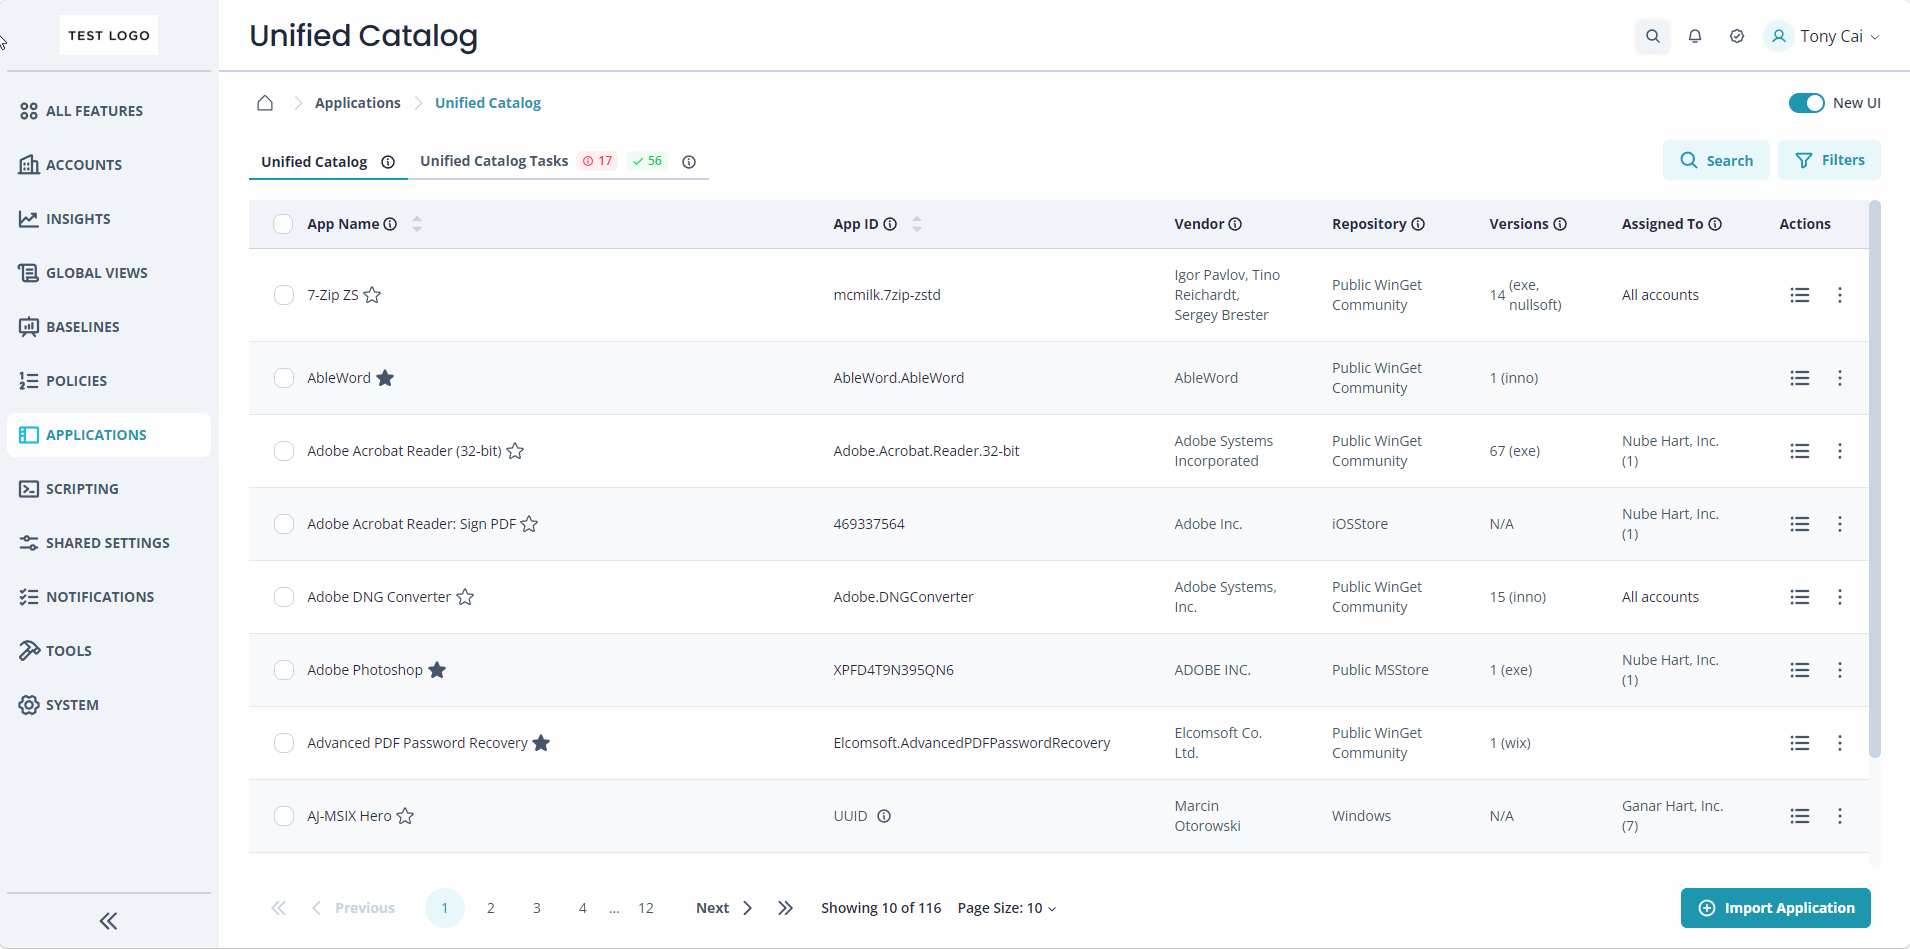 TEST LOGO
Unified Catalog
Tony Cai
ALL FEATURES
ACCOUNTS
INSIGHTS
GLOBAL VIEWS
BASELINES
POLICIES
APPLICATIONS
SCRIPTING
SHARED SETTINGS
NOTIFICATIONS
TOOLS
SYSTEM
Applications
Unified Catalog
New UI
Unified Catalog
Unified Catalog Tasks 17 56
Search
Filters
App Name App ID Vendor Repository Versions Assigned To Actions
7-Zip ZS
mcmilk.7zip-zstd
Igor Pavlov, Tino
Reichardt,
Sergey Brester
Public WinGet
Community
14 (exe,
nullsoft)
All accounts
AbleWord
AbleWord.AbleWord
AbleWord
Public WinGet
Community
1 (inno)
Adobe Acrobat Reader (32-bit)
Adobe.Acrobat.Reader.32-bit
Adobe Systems
Incorporated
Public WinGet
Community
67 (exe)
Nube Hart, Inc.
(1)
Adobe Acrobat Reader: Sign PDF
469337564
Adobe Inc.
iOSStore
N/A
Nube Hart, Inc.
(1)
Adobe DNG Converter
Adobe.DNGConverter
Adobe Systems,
Inc.
Public WinGet
Community
15 (inno)
All accounts
Adobe Photoshop
XPFD4T9N395QN6
ADOBE INC.
Public MSStore
1 (exe)
Nube Hart, Inc.
(1)
Advanced PDF Password Recovery
Elcomsoft.AdvancedPDFPasswordRecovery
Elcomsoft Co.
Ltd.
Public WinGet
Community
1 (wix)
AJ-MSIX Hero
UUID
Marcin
Otorowski
Windows
N/A
Ganar Hart, Inc.
(7)
Previous 1 2 3 4 ... 12 Next Showing 10 of 116 Page Size: 10
Import Application